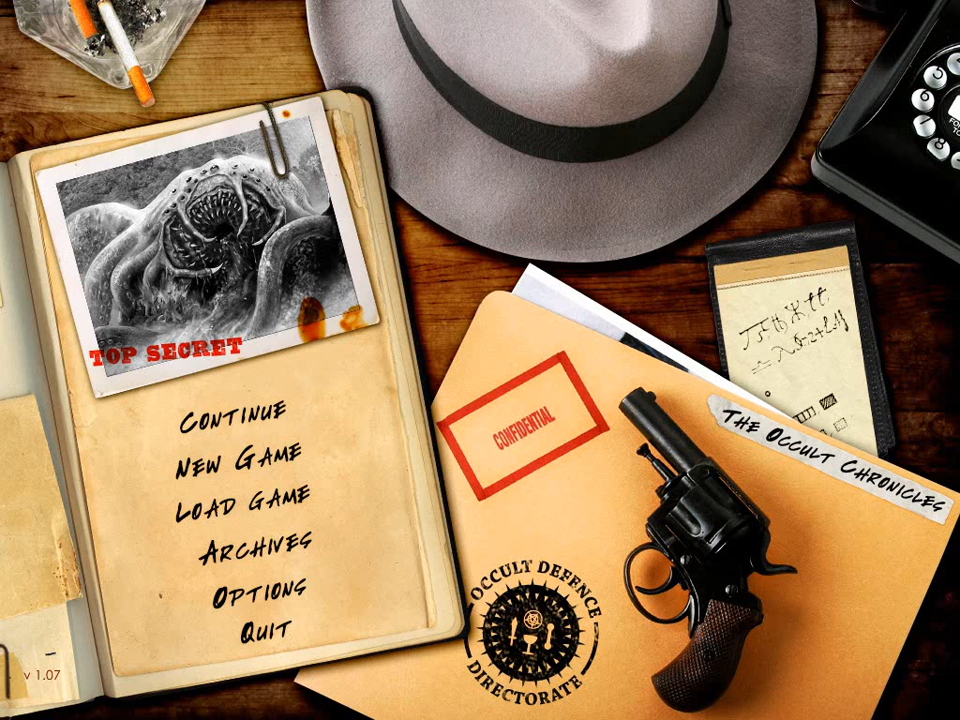 TOP SECRET
CONTINUE
NEW GAME
LOAD GAME
ARCHIVES
OPTIONS
QUIT
v 1.07
CONFIDENTIAL
THE OCCULT CHRONICLES
OCCULT DEFENCE
DIRECTORATE